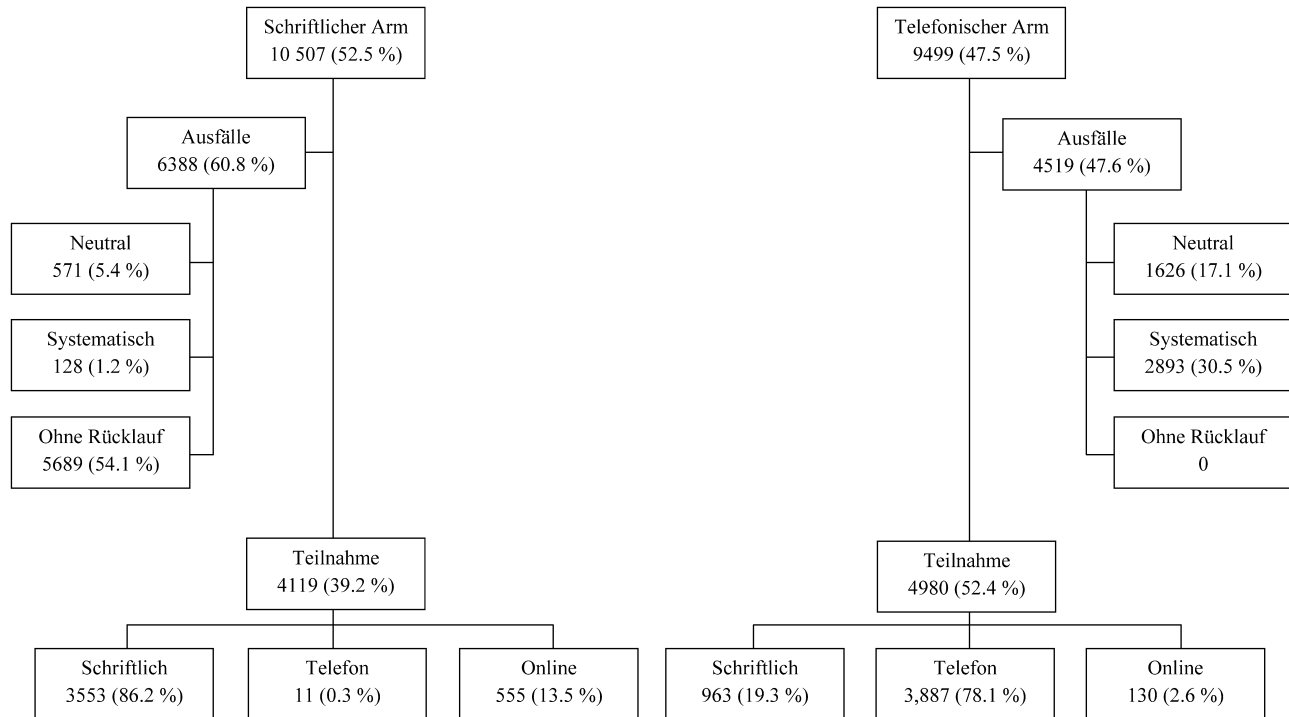 Schriftlicher Arm
10 507 (52.5 %)
Ausfälle
6388 (60.8 %)
Neutral
571 (5.4 %)
Systematisch
128 (1.2 %)
Ohne Rücklauf
5689 (54.1 %)
Teilnahme
4119 (39.2 %)
Schriftlich
3553 (86.2 %)
Telefon
11 (0.3 %)
Online
555 (13.5 %)
Telefonischer Arm
9499 (47.5 %)
Ausfälle
4519 (47.6 %)
Neutral
1626 (17.1 %)
Systematisch
2893 (30.5 %)
Ohne Rücklauf
0
Teilnahme
4980 (52.4 %)
Schriftlich
963 (19.3 %)
Telefon
3,887 (78.1 %)
Online
130 (2.6 %)